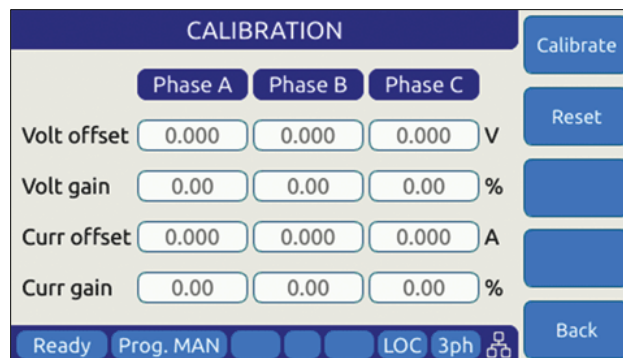 CALIBRATION
Calibrate
Phase A Phase B Phase C
Reset
Volt offset 0.000 0.000 0.000 V
Volt gain 0.00 0.00 0.00 %
Curr offset 0.000 0.000 0.000 A
Curr gain 0.00 0.00 0.00 %
Back
Ready Prog. MAN LOC 3ph